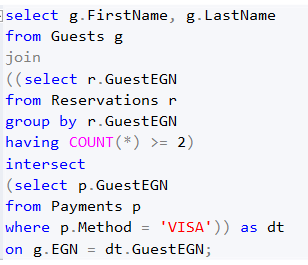 select g.FirstName, g.LastName
from Guests g
join
((select r.GuestEGN
from Reservations r
group by r.GuestEGN
having COUNT(*) >= 2)
intersect
(select p.GuestEGN
from Payments p
where p.Method = 'VISA')) as dt
on g.EGN = dt.GuestEGN;